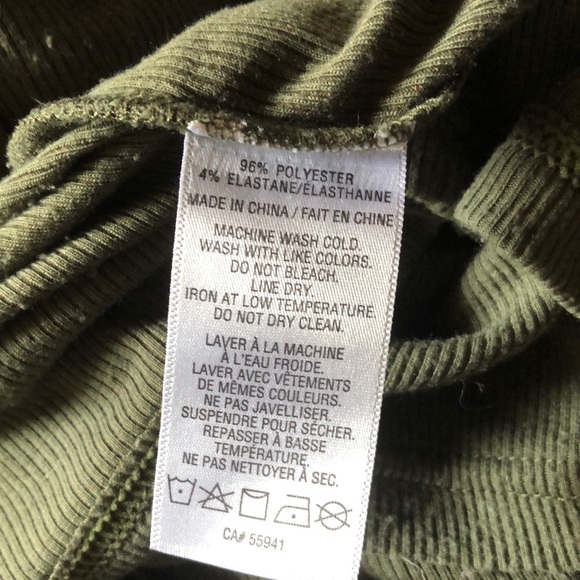 96% POLYESTER
4% ELASTANE/ÉLASTHANNE
MADE IN CHINA / FAIT EN CHINE
MACHINE WASH COLD.
WASH WITH LIKE COLORS.
DO NOT BLEACH.
LINE DRY.
IRON AT LOW TEMPERATURE.
DO NOT DRY CLEAN.
LAVER À LA MACHINE
À L'EAU FROIDE.
LAVER AVEC VÊTEMENTS
DE MÊMES COULEURS.
NE PAS JAVELLISER.
SUSPENDRE POUR SÉCHER.
REPASSER À BASSE
TEMPÉRATURE.
NE PAS NETTOYER À SEC.
CA# 55941